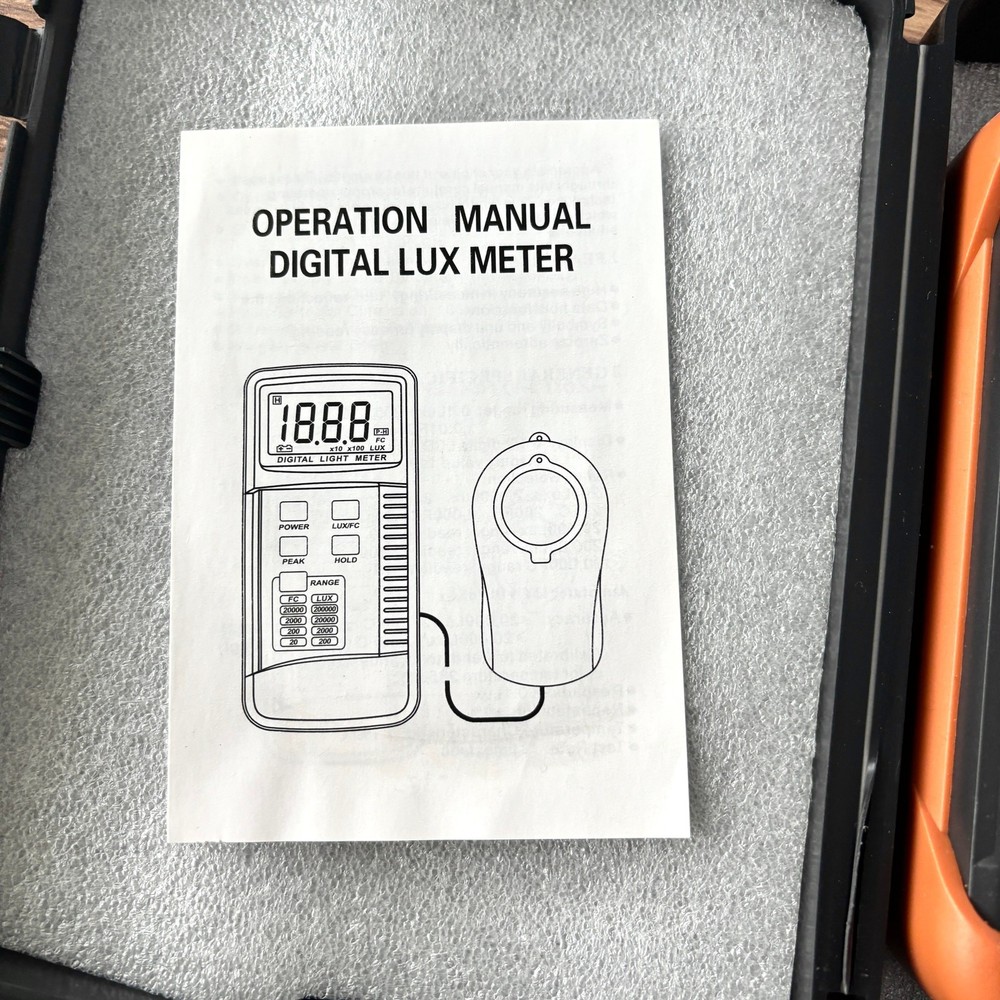 OPERATION MANUAL
DIGITAL LUX METER
H
18.8.8
P-H
FC
x10 x100 LUX
DIGITAL LIGHT METER
POWER LUX/FC
PEAK HOLD
RANGE
FC LUX
20000 200000
2000 20000
200 2000
20 200